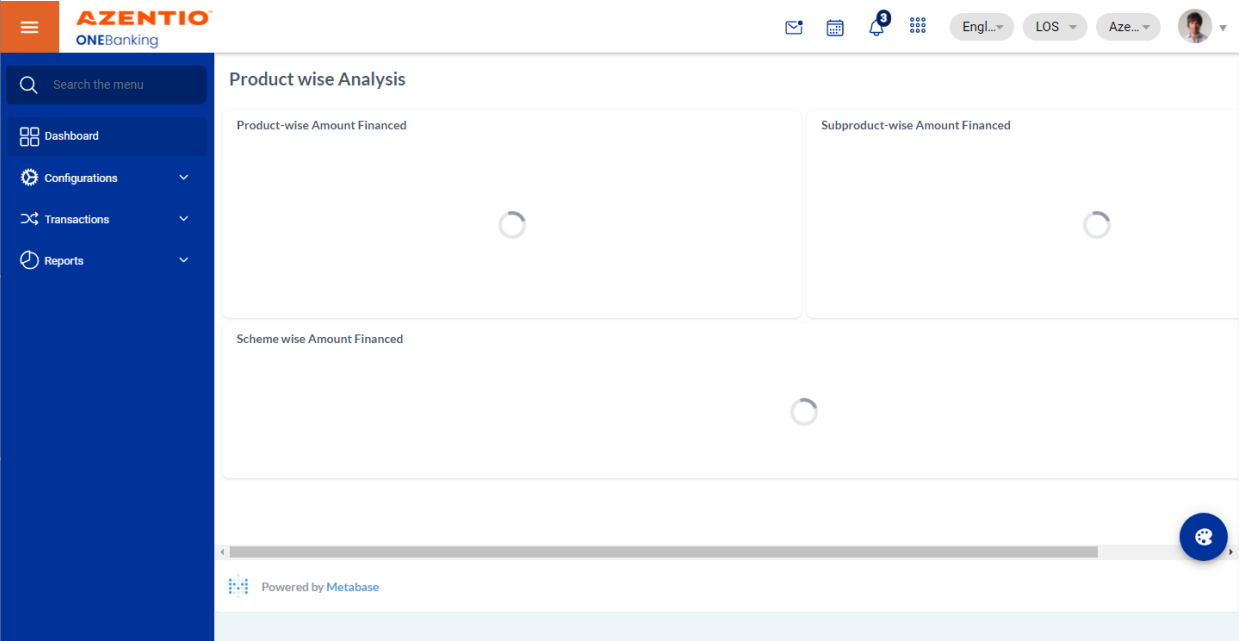 AZENTIO
ONEBanking
3
Engl...
LOS
Aze...
Search the menu
Dashboard
Configurations
Transactions
Reports
Product wise Analysis
Product-wise Amount Financed
Subproduct-wise Amount Financed
Scheme wise Amount Financed
Powered by Metabase